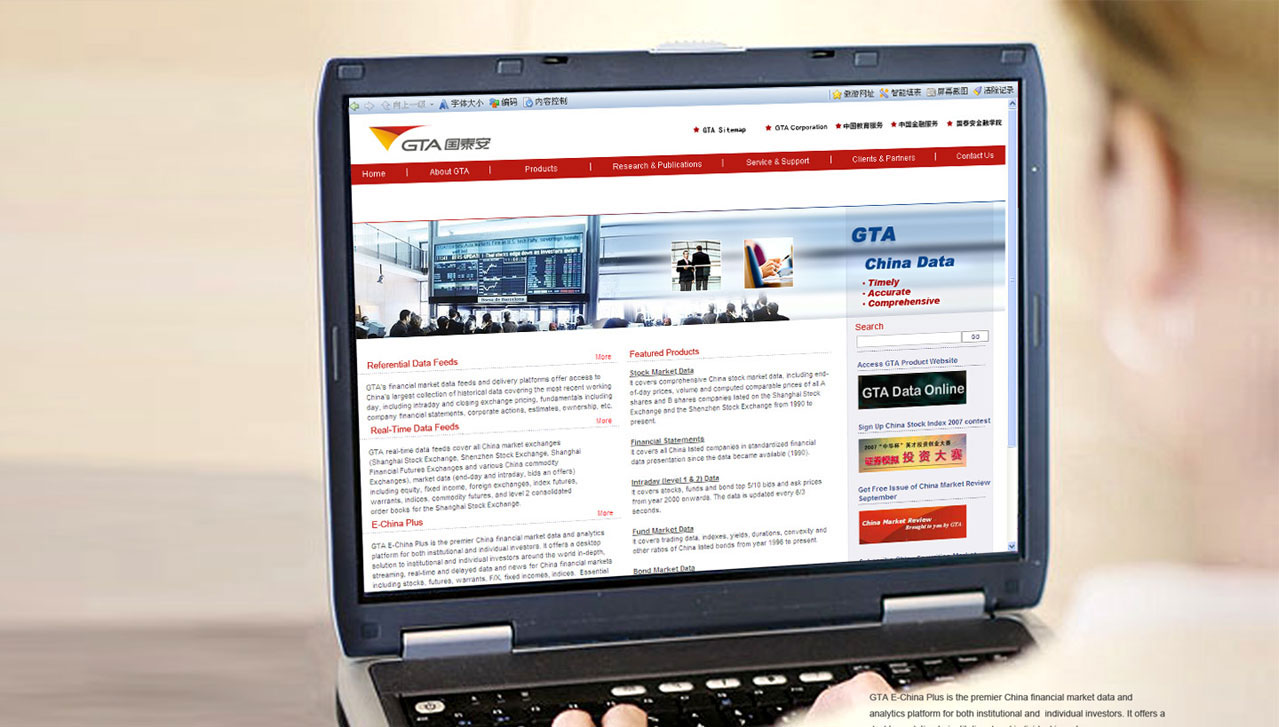 向上一级 字体大小 编码 内容控制
智能填表 屏幕截图 清除记录
GTA 国泰安
GTA Sitemap GTA Corporation 中国教育服务 中国金融服务 国泰安金融学院
Home | About GTA | Products | Research & Publications | Service & Support | Clients & Partners | Contact Us
GTA
China Data
• Timely
• Accurate
• Comprehensive
Referential Data Feeds More
GTA's financial market data feeds and delivery platforms offer access to
China's largest collection of historical data covering the most recent working
day, including intraday and closing exchange pricing, fundamentals including
company financial statements, corporate actions, estimates, ownership, etc.
Real-Time Data Feeds More
GTA real-time data feeds cover all China market exchanges
(Shanghai Stock Exchange, Shenzhen Stock Exchange, Shanghai
Financial Futures Exchanges and various China commodity
Exchanges), market data (end-day and intraday, bids an offers)
including equity, fixed income, foreign exchanges, index futures,
warrants, indices, commodity futures, and level 2 consolidated
order books for the Shanghai Stock Exchange.
E-China Plus More
GTA E-China Plus is the premier China financial market data and analytics
platform for both institutional and individual investors. It offers a desktop
solution to institutional and individual investors around the world in-depth,
streaming, real-time and delayed data and news for China financial markets
including stocks, futures, warrants, F/X, fixed incomes, indices. Essential
Featured Products
Stock Market Data
It covers comprehensive China stock market data, including end-
of-day prices, volume and computed comparable prices of all A
shares and B shares companies listed on the Shanghai Stock
Exchange and the Shenzhen Stock Exchange from 1990 to
present.
Financial Statements
It covers all China listed companies in standardized financial
data presentation since the data became available (1990).
Intraday (level 1 & 2) Data
It covers stocks, funds and bond top 5/10 bids and ask prices
from year 2000 onwards. The data is updated every 6/3
seconds.
Fund Market Data
It covers trading data, indexes, yields, durations, convexity and
other ratios of China listed bonds from year 1996 to present.
Bond Market Data
Search
GO
Access GTA Product Website
GTA Data Online
Sign Up China Stock Index 2007 contest
2007 "中华杯" 英才投资创业大赛
证券模拟 投资大赛
Get Free Issue of China Market Review
September
China Market Review
Brought to you by GTA
GTA E-China Plus is the premier China financial market data and
analytics platform for both institutional and individual investors. It offers a